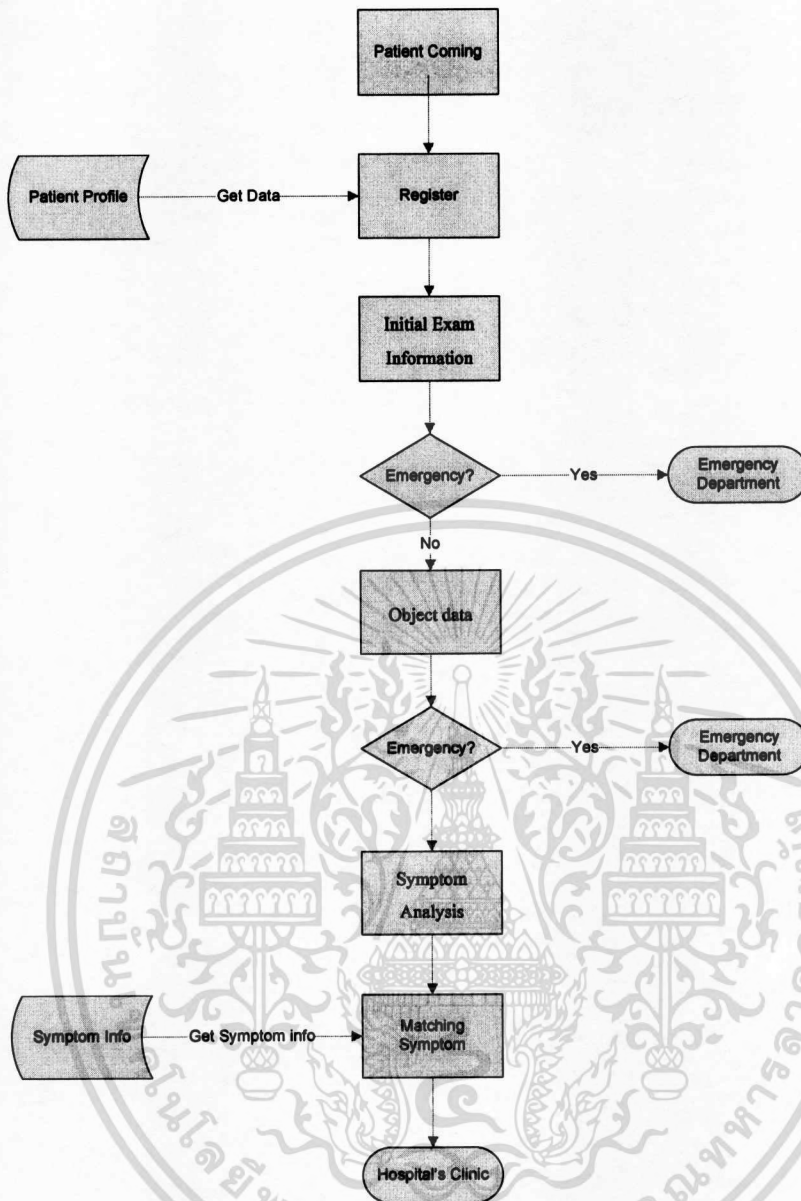 Patient Coming
Patient Profile
Get Data
Register
Initial Exam
Information
Emergency?
Yes
Emergency
Department
No
Object data
Emergency?
Yes
Emergency
Department
Symptom
Analysis
Symptom Info
Get Symptom info
Matching
Symptom
Hospital's Clinic